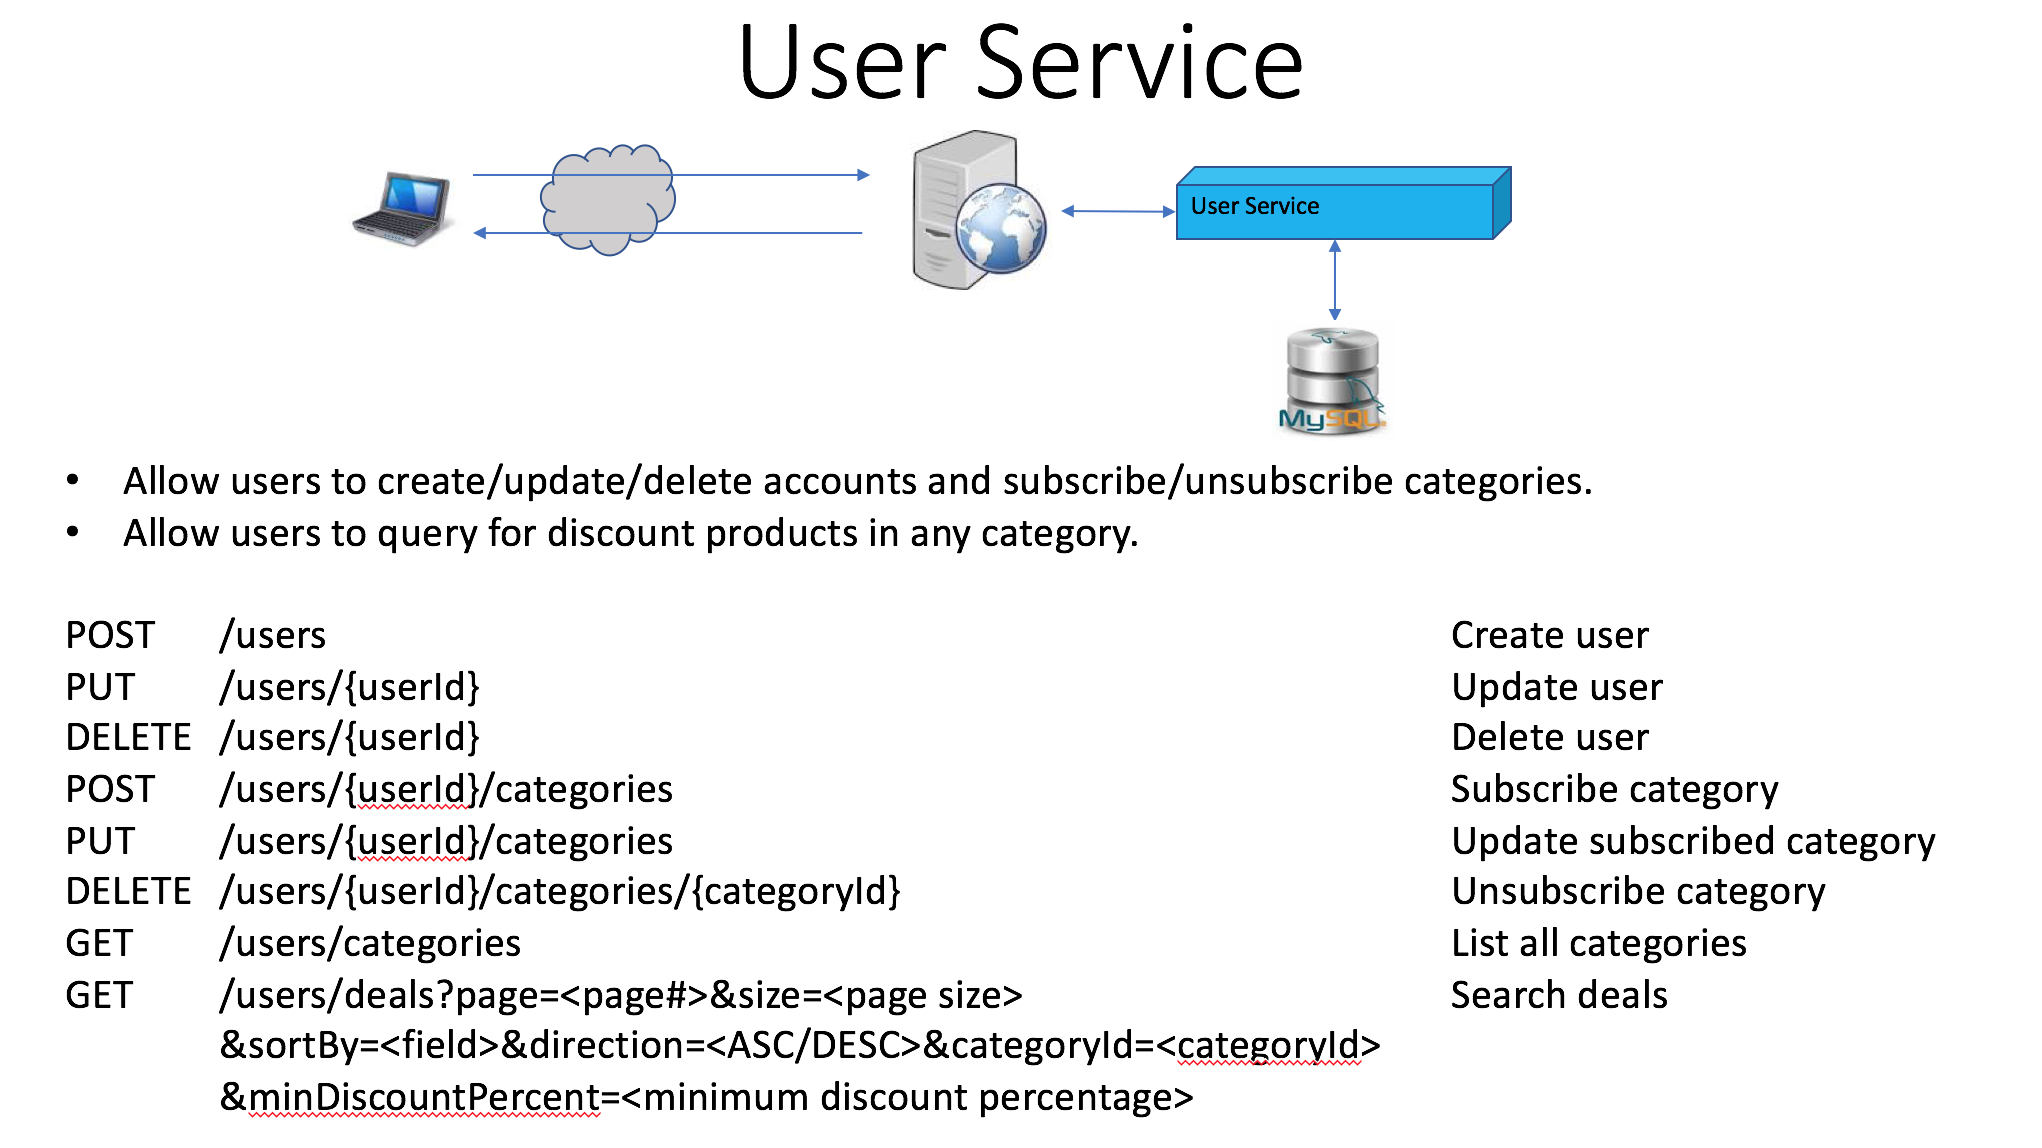 User Service
User Service
MySQL
• Allow users to create/update/delete accounts and subscribe/unsubscribe categories.
• Allow users to query for discount products in any category.
POST /users Create user
PUT /users/{userId} Update user
DELETE /users/{userId} Delete user
POST /users/{userId}/categories Subscribe category
PUT /users/{userId}/categories Update subscribed category
DELETE /users/{userId}/categories/{categoryId} Unsubscribe category
GET /users/categories List all categories
GET /users/deals?page=<page#>&size=<page size> Search deals
&sortBy=<field>&direction=<ASC/DESC>&categoryId=<categoryId>
&minDiscountPercent=<minimum discount percentage>